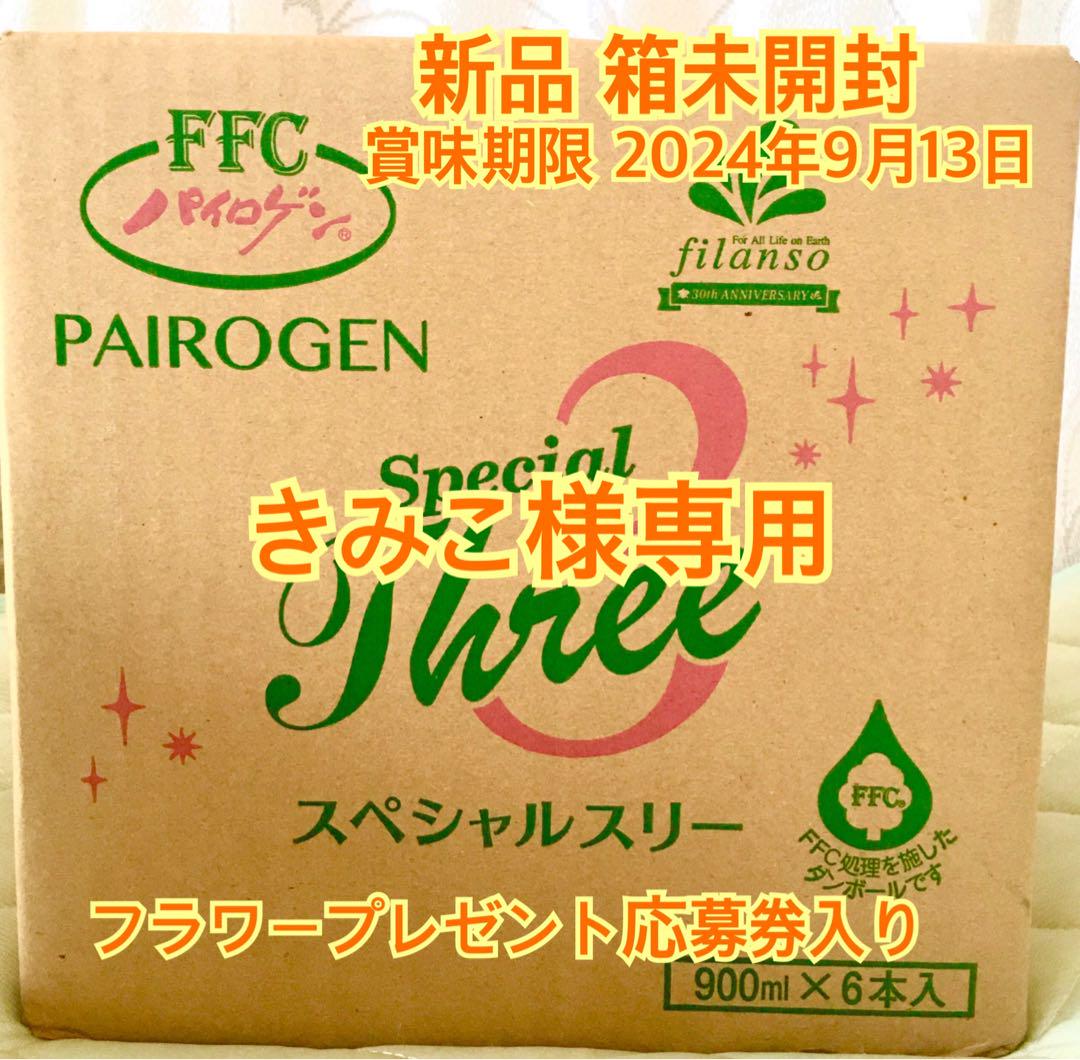 新品 箱未開封
賞味期限 2024年9月13日
FFC
パイロゲン®
PAIROGEN
For All Life on Earth
filanso
30th ANNIVERSARY
3
Special
きみこ様専用
Three
スペシャルスリー
FFC®
FFC処理を施した
ダンボールです
フラワープレゼント応募券入り
900ml×6本入